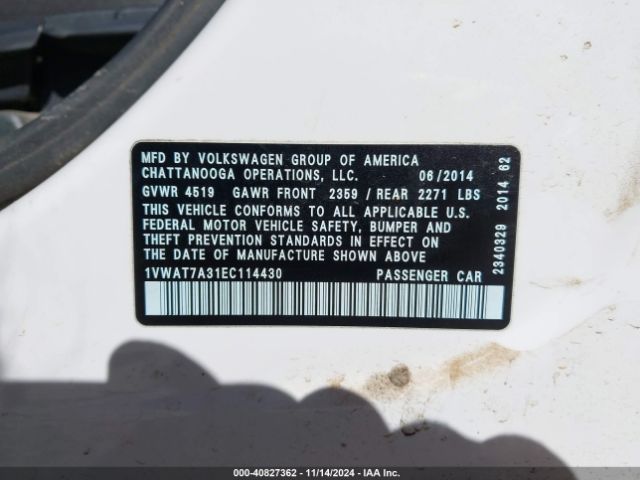 MFD BY VOLKSWAGEN GROUP OF AMERICA
CHATTANOOGA OPERATIONS, LLC. 06/2014
GVWR 4519 GAWR FRONT 2359 / REAR 2271 LBS
THIS VEHICLE CONFORMS TO ALL APPLICABLE U.S.
FEDERAL MOTOR VEHICLE SAFETY, BUMPER AND
THEFT PREVENTION STANDARDS IN EFFECT ON
THE DATE OF MANUFACTURE SHOWN ABOVE
1VWAT7A31EC114430 PASSENGER CAR
2340329 2014 62
000-40827362 - 11/14/2024 - IAAI.COM